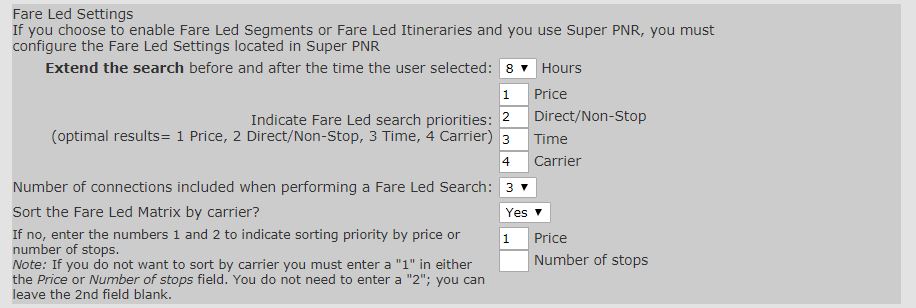 Fare Led Settings
If you choose to enable Fare Led Segments or Fare Led Itineraries and you use Super PNR, you must
configure the Fare Led Settings located in Super PNR
Extend the search before and after the time the user selected: 8 Hours
1 Price
Indicate Fare Led search priorities: 2 Direct/Non-Stop
(optimal results= 1 Price, 2 Direct/Non-Stop, 3 Time, 4 Carrier) 3 Time
4 Carrier
Number of connections included when performing a Fare Led Search: 3
Sort the Fare Led Matrix by carrier? Yes
If no, enter the numbers 1 and 2 to indicate sorting priority by price or 1 Price
number of stops.
Note: If you do not want to sort by carrier you must enter a "1" in either Number of stops
the Price or Number of stops field. You do not need to enter a "2"; you can
leave the 2nd field blank.